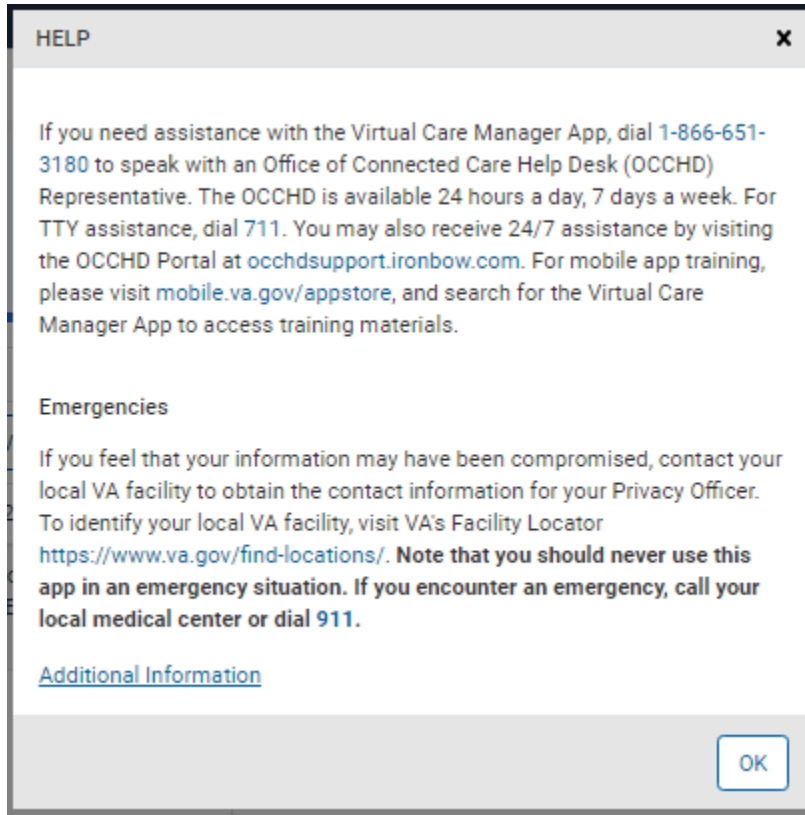 HELP
If you need assistance with the Virtual Care Manager App, dial 1-866-651-
3180 to speak with an Office of Connected Care Help Desk (OCCHD)
Representative. The OCCHD is available 24 hours a day, 7 days a week. For
TTY assistance, dial 711. You may also receive 24/7 assistance by visiting
the OCCHD Portal at occhdsupport.ironbow.com. For mobile app training,
please visit mobile.va.gov/appstore, and search for the Virtual Care
Manager App to access training materials.
Emergencies
If you feel that your information may have been compromised, contact your
local VA facility to obtain the contact information for your Privacy Officer.
To identify your local VA facility, visit VA's Facility Locator
https://www.va.gov/find-locations/. Note that you should never use this
app in an emergency situation. If you encounter an emergency, call your
local medical center or dial 911.
Additional Information
OK